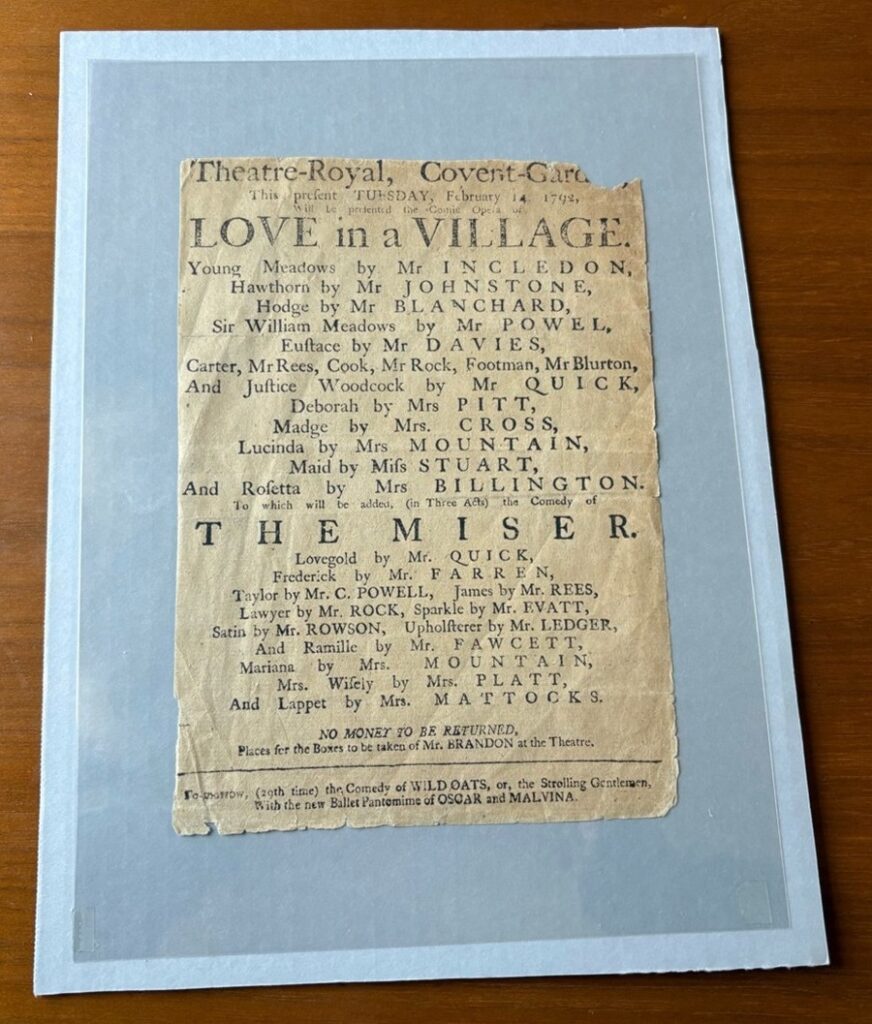 Theatre-Royal, Covent-Gard
This preſent TUESDAY, February 14, 1792,
Will be preſented the Comic Opera of
LOVE in a VILLAGE.
Young Meadows by Mr INCLEDON,
Hawthorn by Mr JOHNSTONE,
Hodge by Mr BLANCHARD,
Sir William Meadows by Mr POWEL,
Euſtace by Mr DAVIES,
Carter, Mr Rees, Cook, Mr Rock, Footman, Mr Blurton,
And Juſtice Woodcock by Mr QUICK,
Deborah by Mrs PITT,
Madge by Mrs. CROSS,
Lucinda by Mrs MOUNTAIN,
Maid by Miſs STUART,
And Roſetta by Mrs BILLINGTON.
To which will be added, (in Three Acts) the Comedy of
THE MISER.
Lovegold by Mr. QUICK,
Frederick by Mr. FARREN,
Taylor by Mr. C. POWELL, James by Mr. REES,
Lawyer by Mr. ROCK, Sparkle by Mr. EVATT,
Satin by Mr. ROWSON, Upholſterer by Mr. LEDGER,
And Ramilie by Mr. FAWCETT,
Mariana by Mrs. MOUNTAIN,
Mrs. Wiſely by Mrs. PLATT,
And Lappet by Mrs. MATTOCKS.
NO MONEY TO BE RETURNED,
Places for the Boxes to be taken of Mr. BRANDON at the Theatre.
To-morrow, (29th time) the Comedy of WILD OATS, or, the Strolling Gentlemen,
With the new Ballet Pantomime of OSCAR and MALVINA.